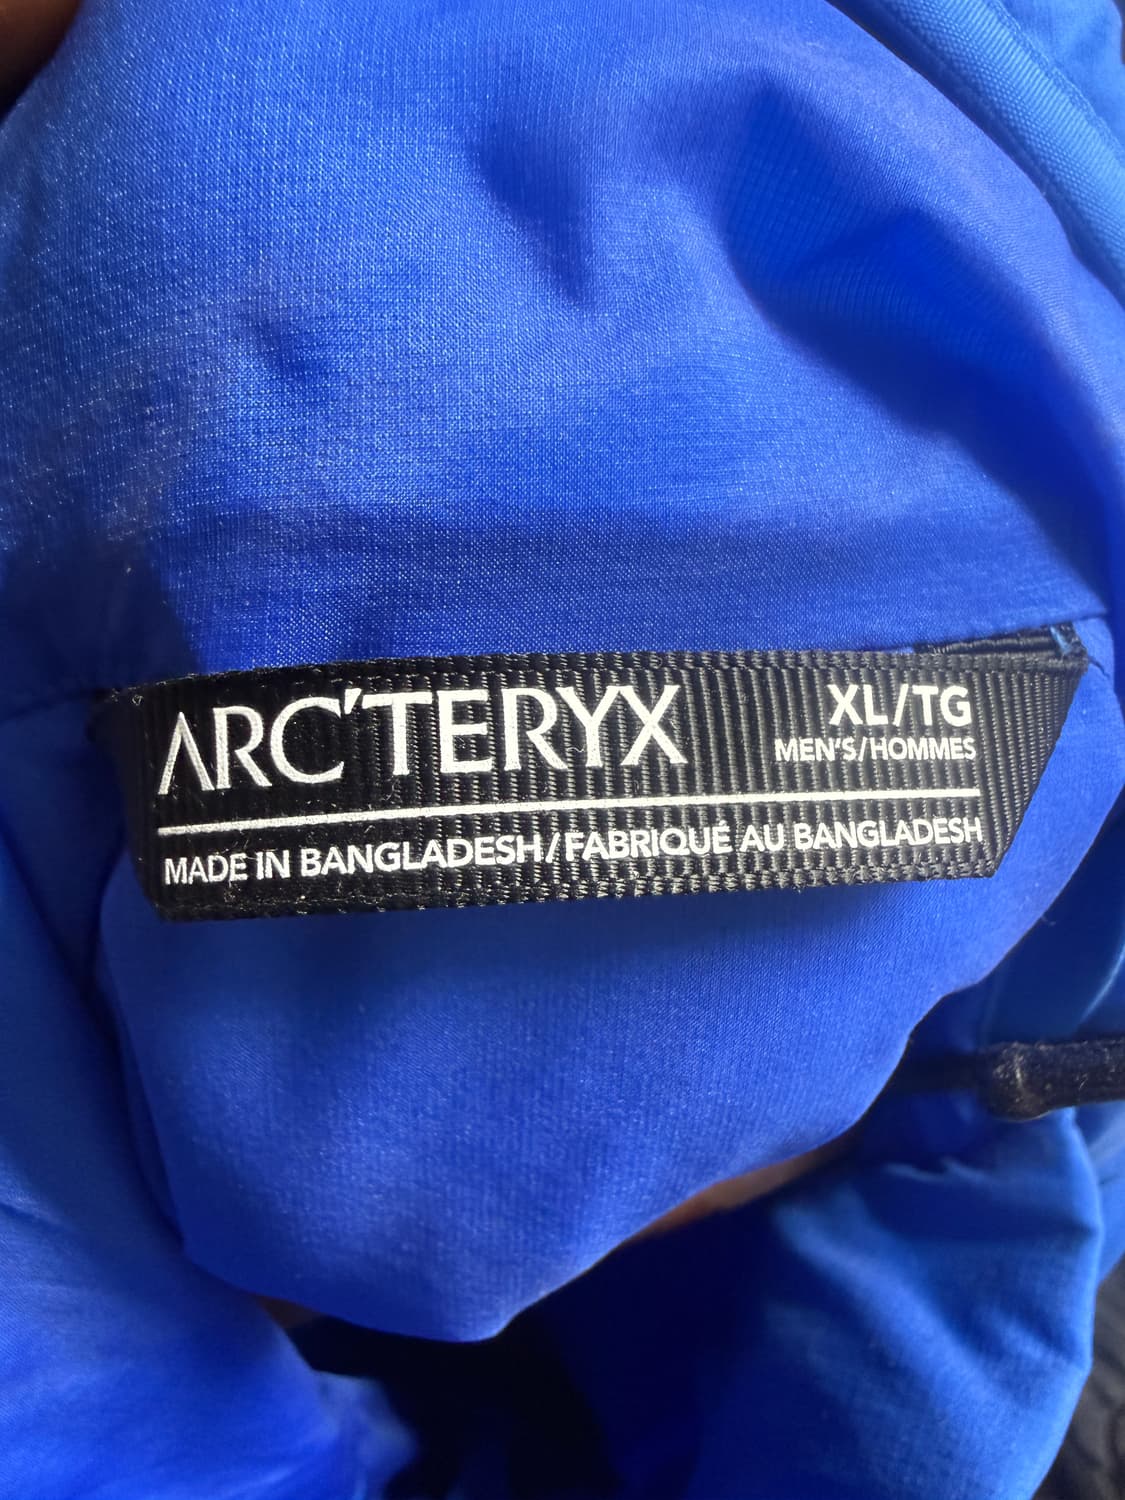 ARC'TERYX
XL/TG
MEN'S/HOMMES
MADE IN BANGLADESH/FABRIQUÉ AU BANGLADESH